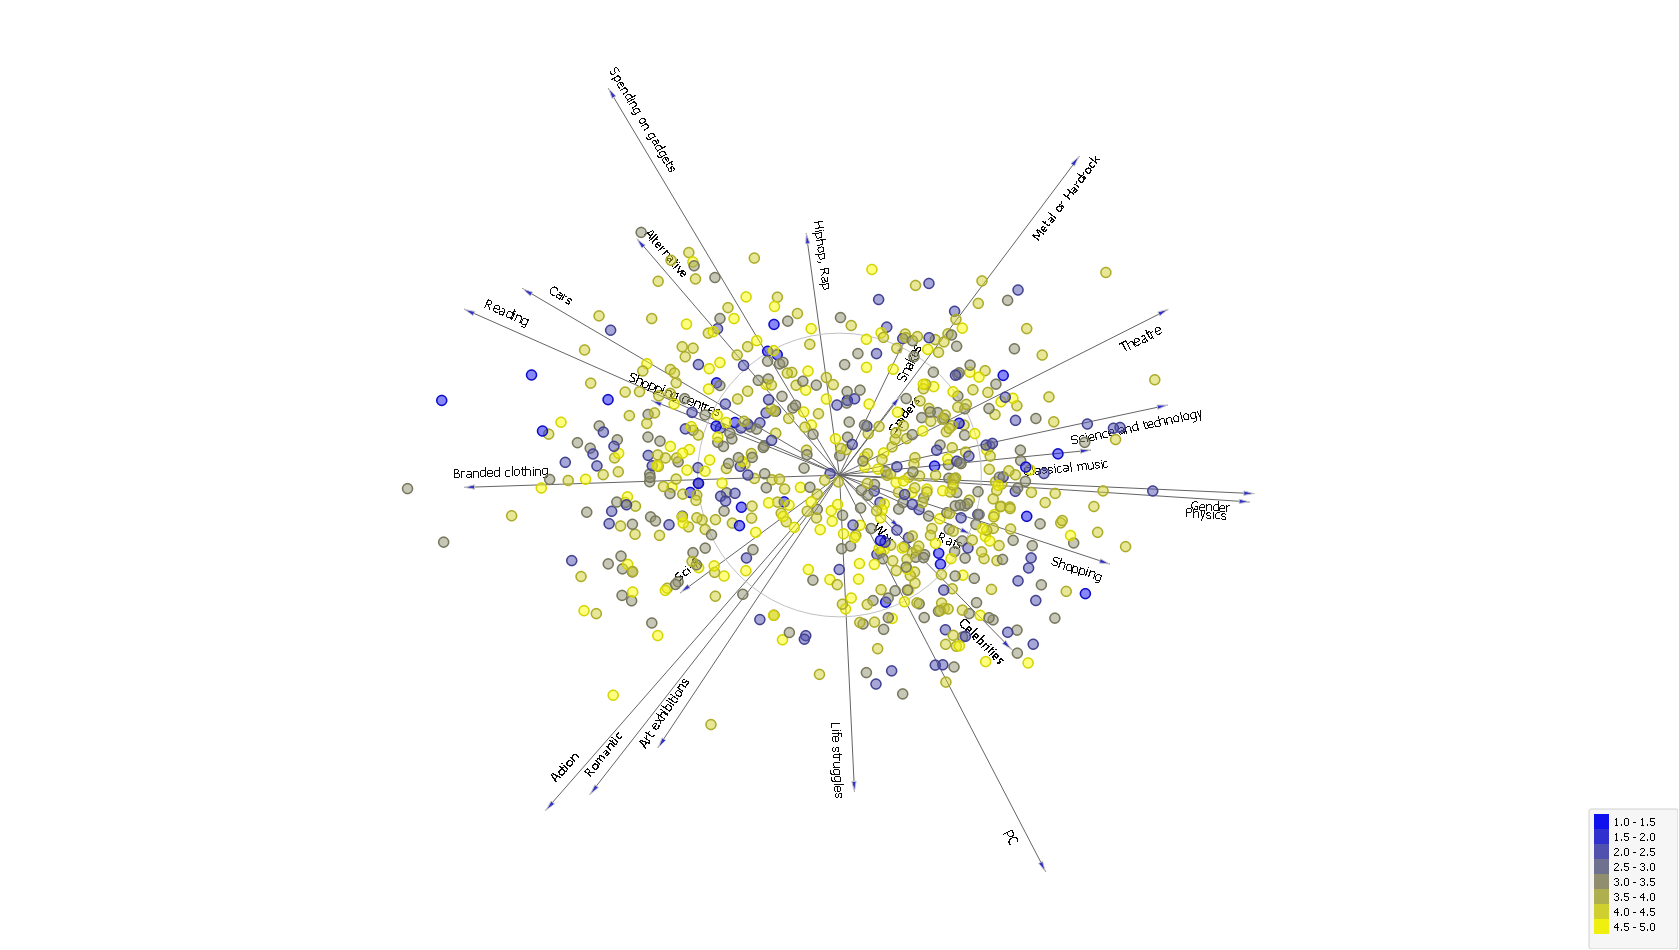 Spending on gadgets
Metal or Hardrock
Hiphop, Rap
Alternative
Cars
Reading
Theatre
Snakes
Shopping centres
Spiders
Science and technology
Classical music
Branded clothing
Gender
Physics
Rats
Shopping
Celebrities
Art exhibitions
Romantic
Action
Life struggles
PC
1.0 - 1.5
1.5 - 2.0
2.0 - 2.5
2.5 - 3.0
3.0 - 3.5
3.5 - 4.0
4.0 - 4.5
4.5 - 5.0